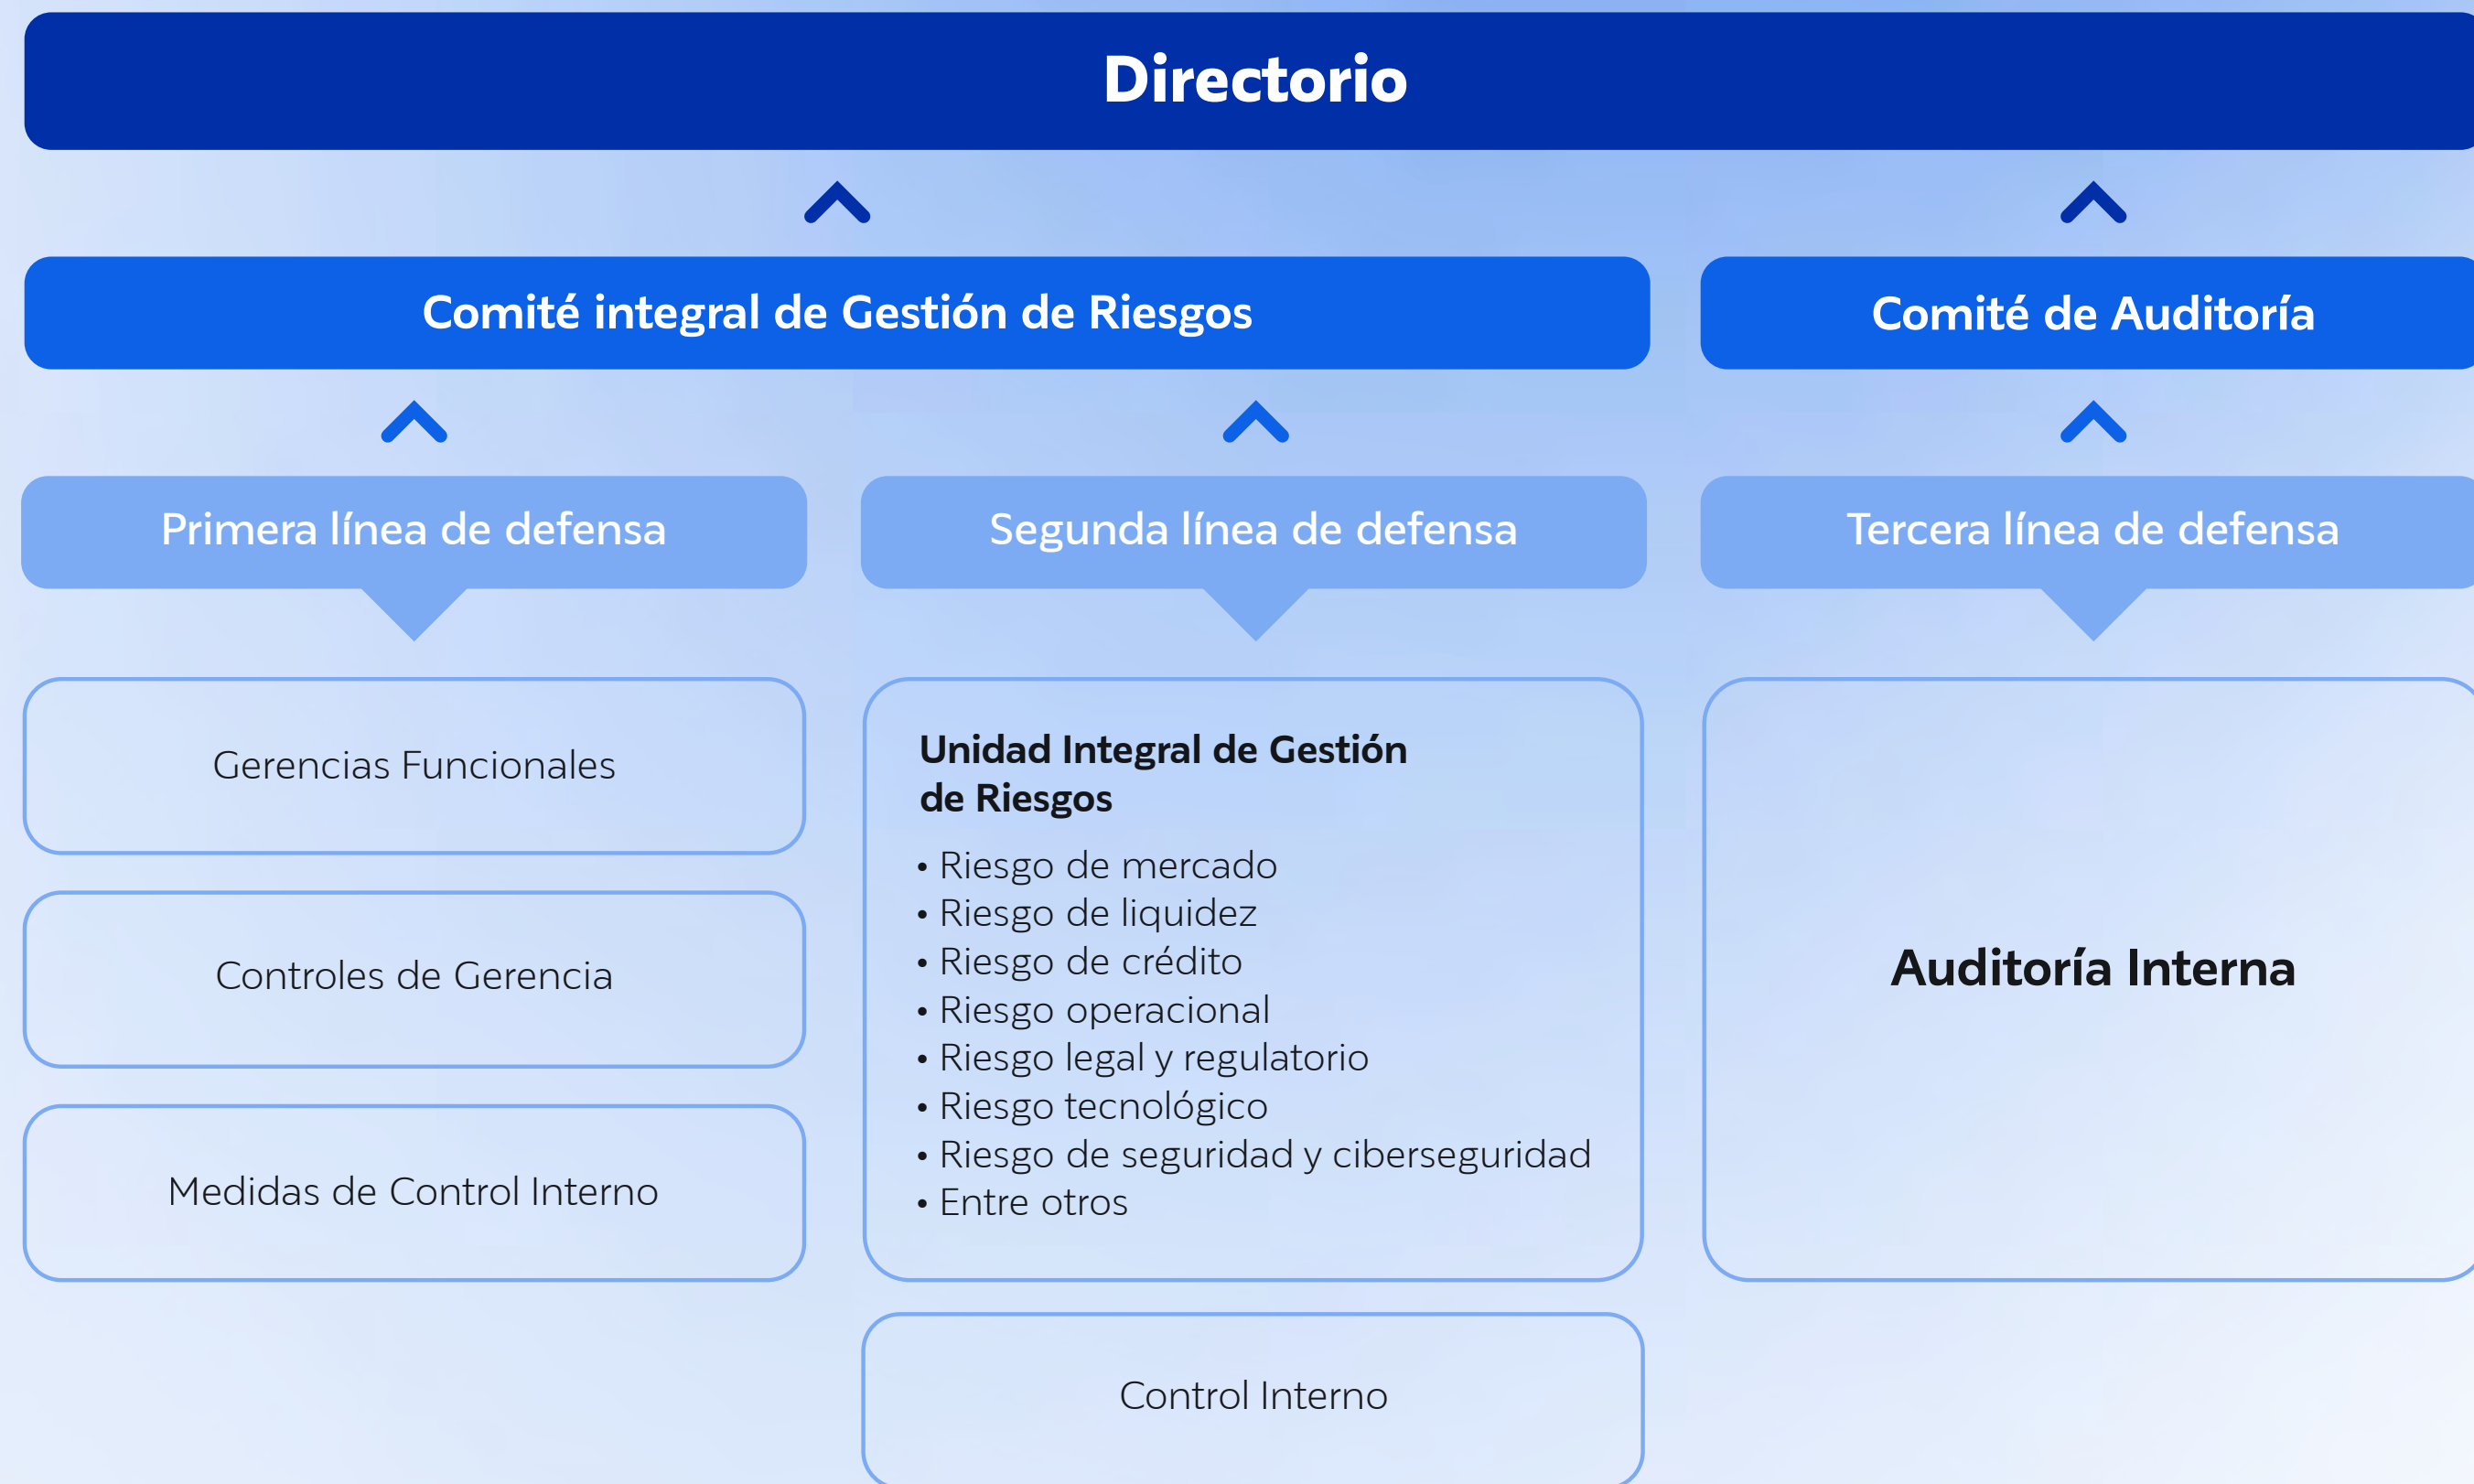 Directorio
Comité integral de Gestión de Riesgos
Comité de Auditoría
Primera línea de defensa
Segunda línea de defensa
Tercera línea de defensa
Gerencias Funcionales
Controles de Gerencia
Medidas de Control Interno
Unidad Integral de Gestión
de Riesgos
• Riesgo de mercado
• Riesgo de liquidez
• Riesgo de crédito
• Riesgo operacional
• Riesgo legal y regulatorio
• Riesgo tecnológico
• Riesgo de seguridad y ciberseguridad
• Entre otros
Control Interno
Auditoría Interna